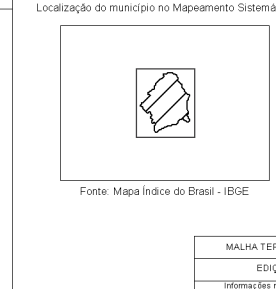 Localização do município no Mapeamento Sistemá
Fonte: Mapa Índice do Brasil - IBGE
MALHA TER
EDIÇ
Informações r